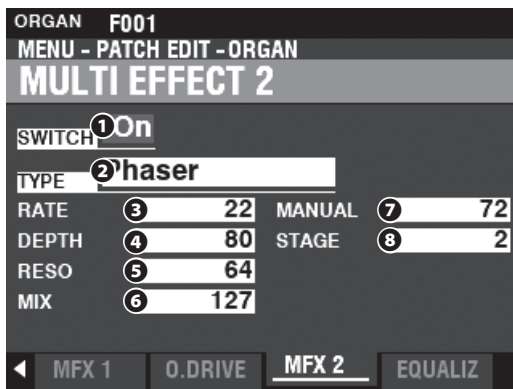 ORGAN F001
MENU - PATCH EDIT - ORGAN
MULTI EFFECT 2
SWITCH 1 On
TYPE 2 Phaser
RATE 3 22 MANUAL 7 72
DEPTH 4 80 STAGE 8 2
RESO 5 64
MIX 6 127
MFX 1 O.DRIVE MFX 2 EQUALIZ